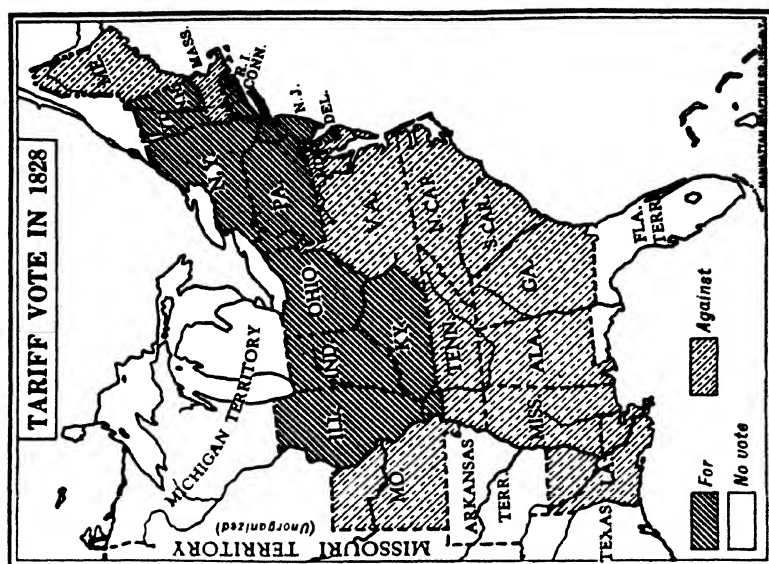 TARIFF VOTE IN 1828
MICHIGAN TERRITORY
MISSOURI TERRITORY
(Unorganized)
ME.
MASS.
R.I.
CONN.
N.Y.
N.J.
PA.
DEL.
OHIO
IND.
ILL.
KY.
VA.
N. CAR.
S. CAR.
TENN.
GA.
ALA.
MISS.
MO.
ARKANSAS
TERR.
LA.
TEXAS
FLA.
TERR.
For
Against
No vote